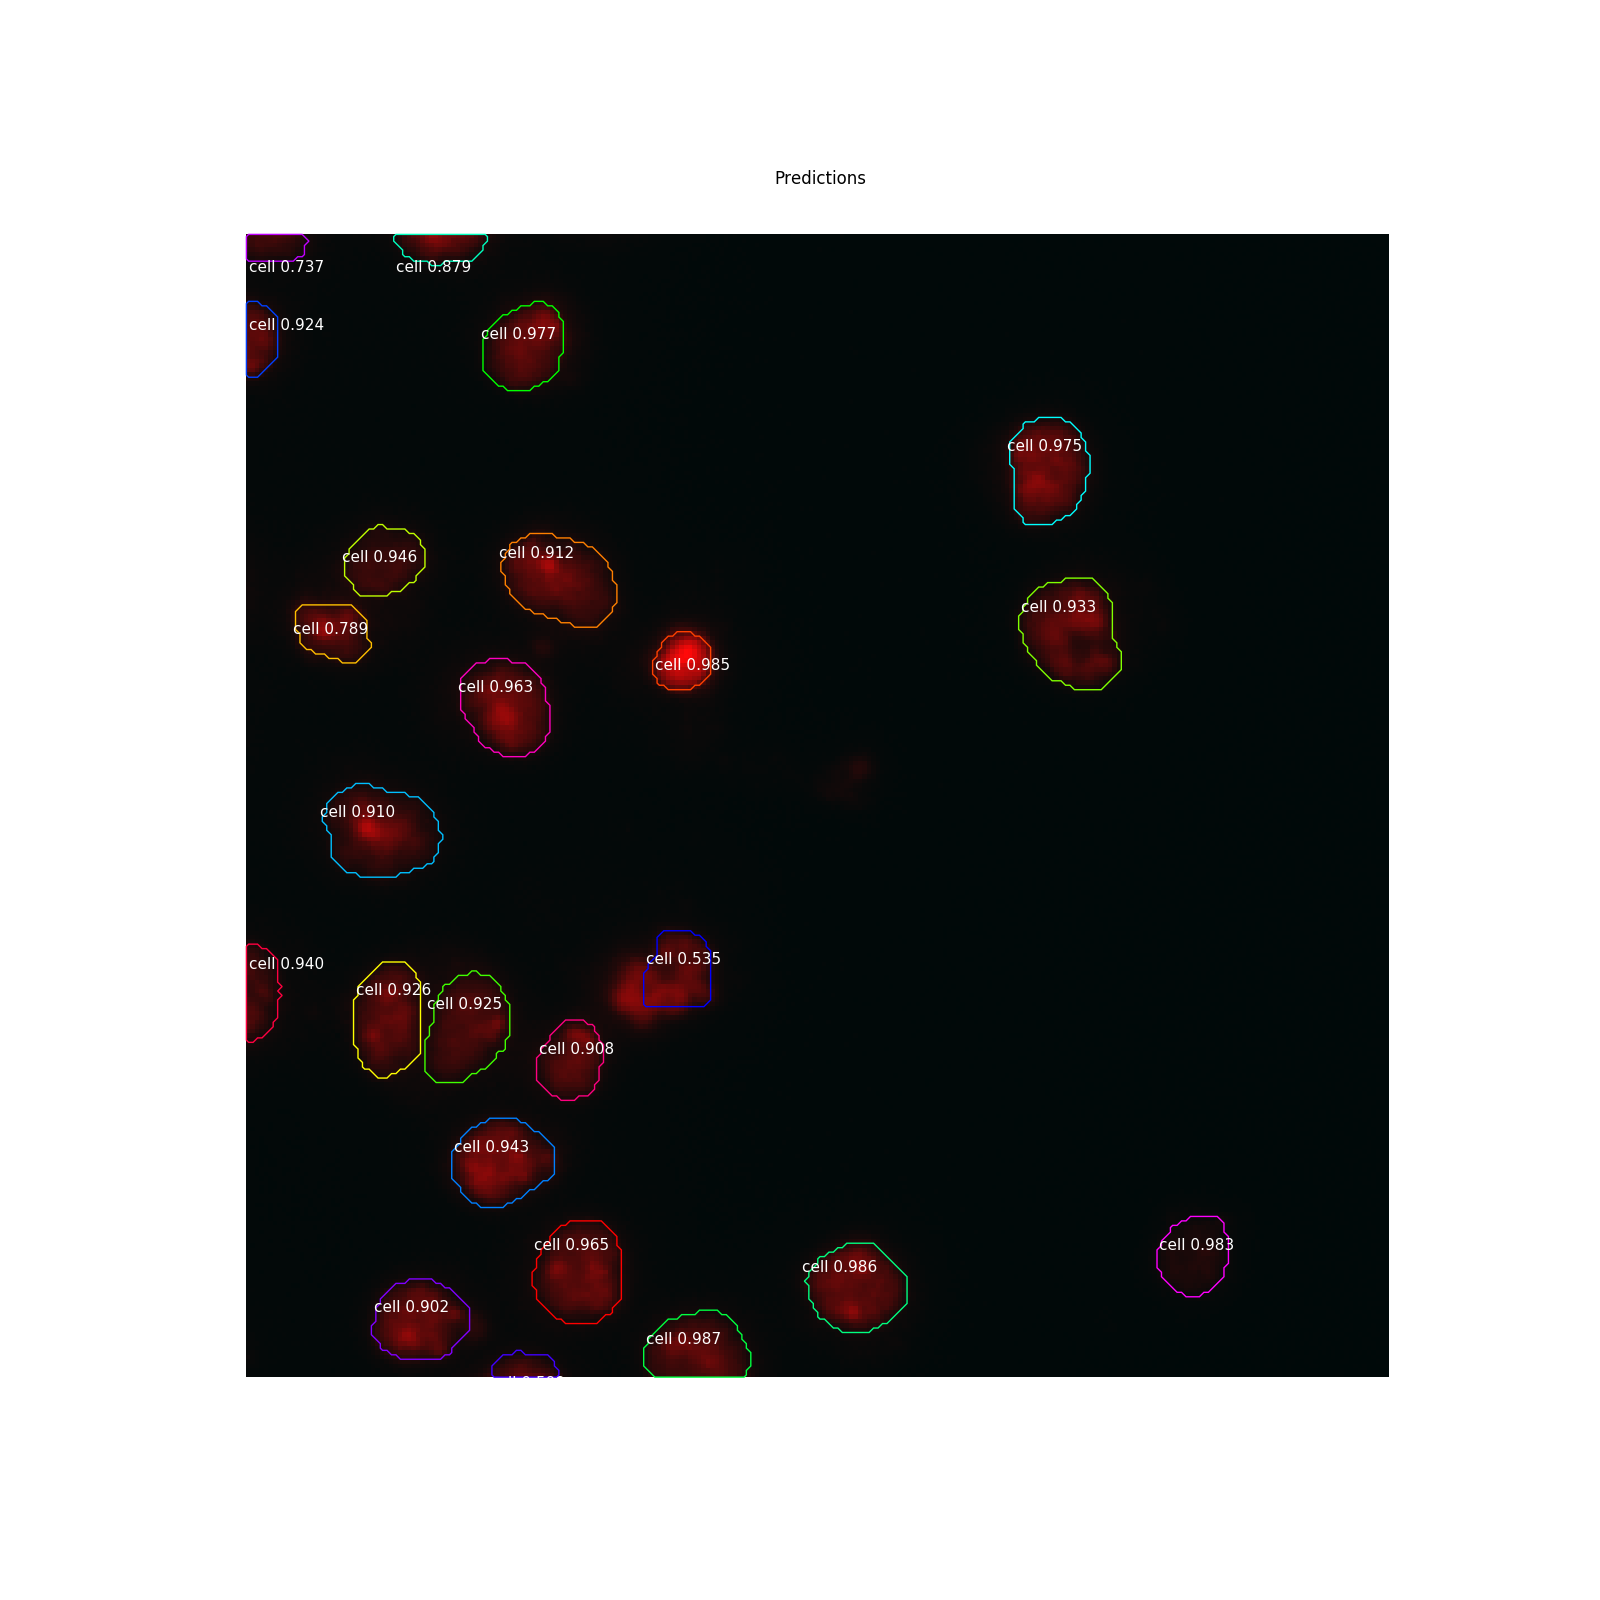 Predictions
cell 0.737
cell 0.879
cell 0.924
cell 0.977
cell 0.975
cell 0.912
cell 0.946
cell 0.933
cell 0.789
cell 0.985
cell 0.963
cell 0.910
cell 0.535
cell 0.940
cell 0.926
cell 0.925
cell 0.908
cell 0.943
cell 0.965
cell 0.983
cell 0.986
cell 0.902
cell 0.987